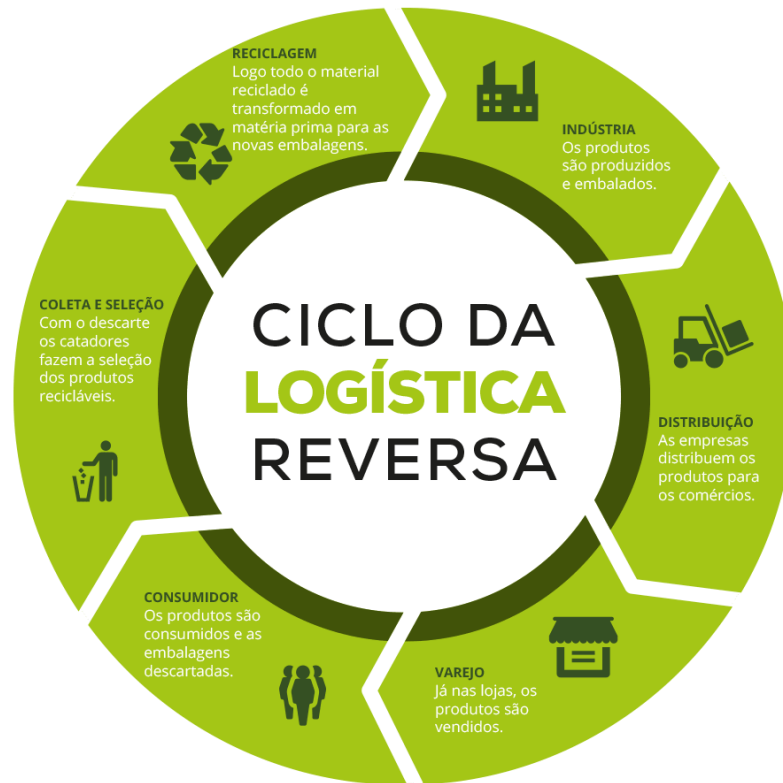 CICLO DA
LOGÍSTICA
REVERSA
INDÚSTRIA
Os produtos
são produzidos
e embalados.
DISTRIBUIÇÃO
As empresas
distribuem os
produtos para
os comércios.
VAREJO
Já nas lojas, os
produtos são
vendidos.
CONSUMIDOR
Os produtos são
consumidos e as
embalagens
descartadas.
COLETA E SELEÇÃO
Com o descarte
os catadores
fazem a seleção
dos produtos
recicláveis.
RECICLAGEM
Logo todo o material
reciclado é
transformado em
matéria prima para as
novas embalagens.